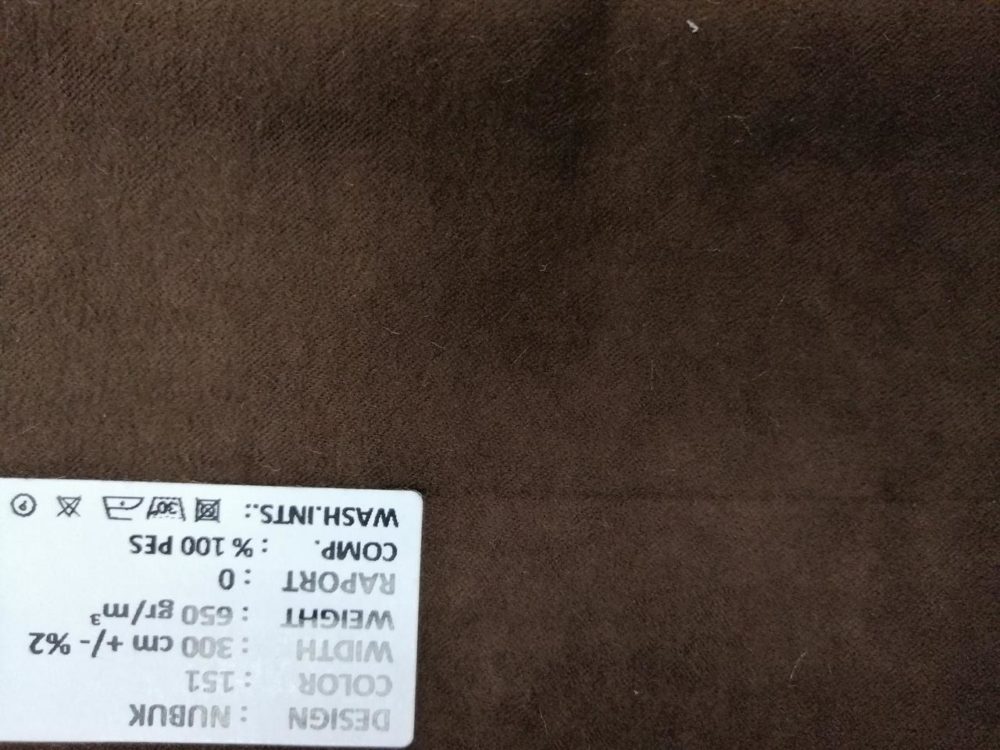 DESIGN : NUBUK
COLOR : 151
WIDTH : 300 cm +/- %2
WEIGHT : 650 gr/m³
RAPORT : 0
COMP. : % 100 PES
WASH.INTS.: 30° P